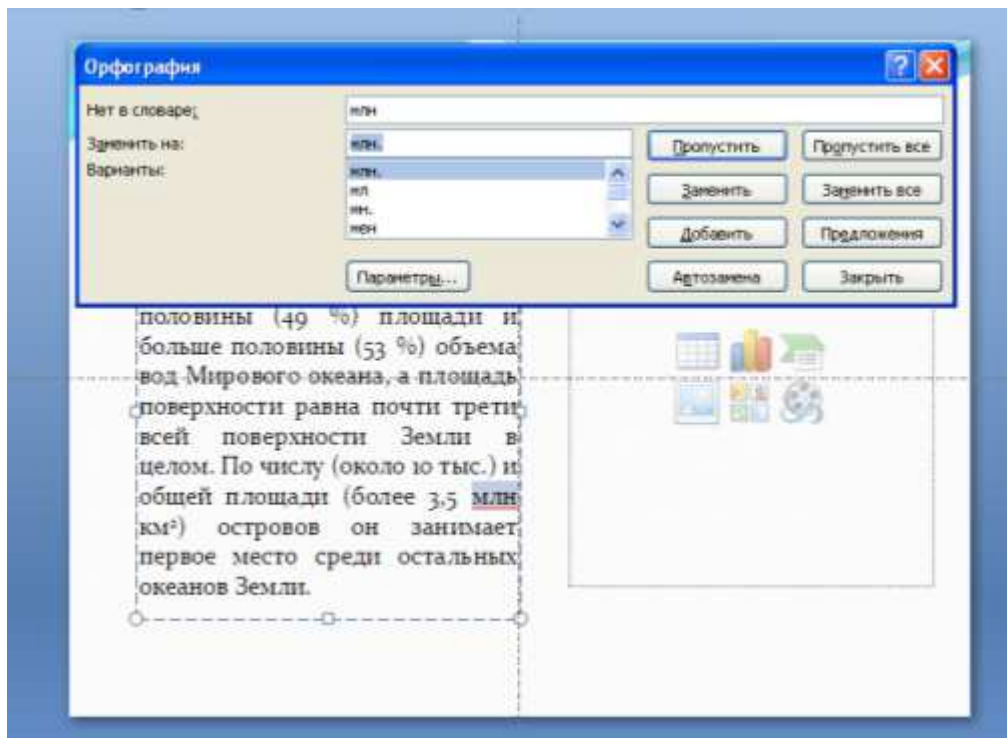 Орфография
Нет в словаре:
млн
Заменить на:
млн.
Варианты:
млн.
мл
мн.
мен
Пропустить
Пропустить все
Заменить
Заменить все
Добавить
Предложения
Параметры...
Автозамена
Закрыть
половины (49 %) площади и
больше половины (53 %) объема
вод Мирового океана, а площадь
поверхности равна почти трети
всей поверхности Земли в
целом. По числу (около 10 тыс.) и
общей площади (более 3,5 млн
км²) островов он занимает
первое место среди остальных
океанов Земли.